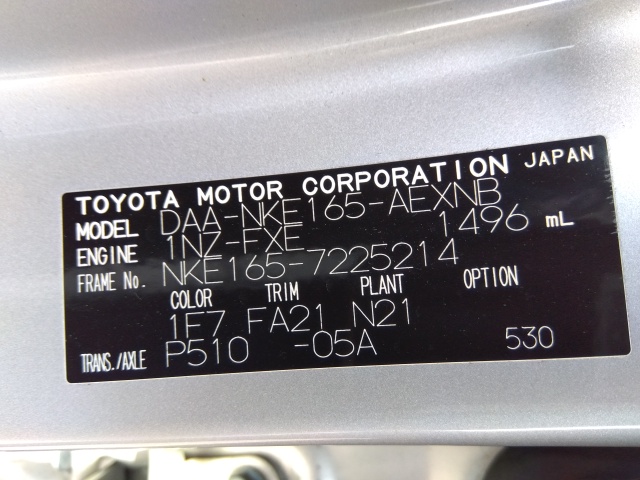 TOYOTA MOTOR CORPORATION JAPAN
MODEL DAA-NKE165-AEXNB
ENGINE 1NZ-FXE 1496 mL
FRAME No. NKE165-7225214
COLOR TRIM PLANT OPTION
1F7 FA21 N21
TRANS./AXLE P510 -05A 530